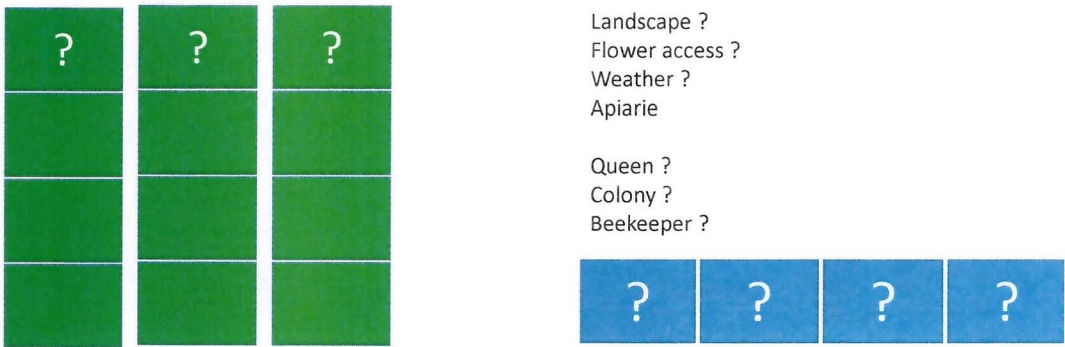 ? ? ?
Landscape ?
Flower access ?
Weather ?
Apiarie
Queen ?
Colony ?
Beekeeper ?
? ? ? ?